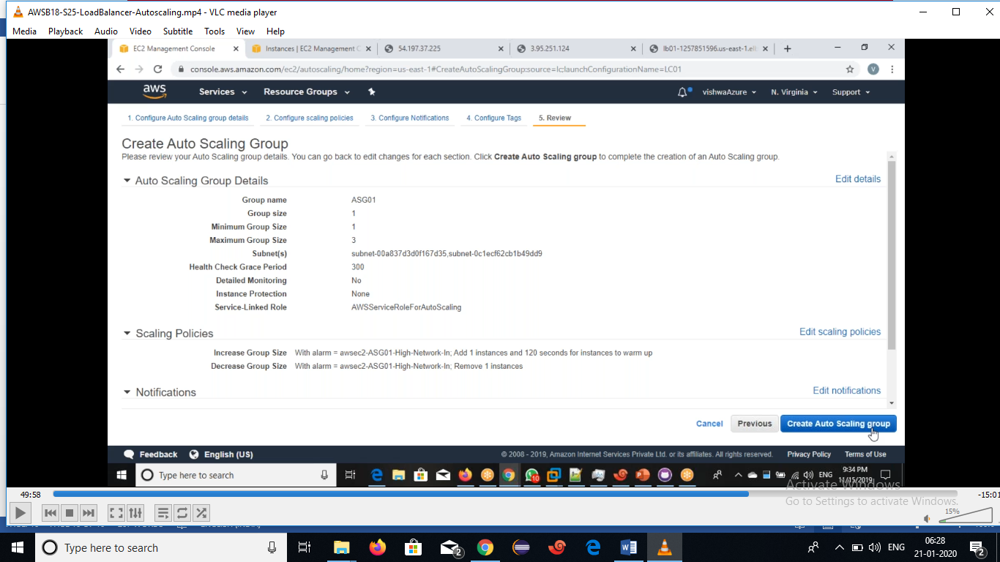 AWSB18-S25-LoadBalancer-Autoscaling.mp4 - VLC media player
Media Playback Audio Video Subtitle Tools View Help
EC2 Management Console
Instances | EC2 Management C
54.197.37.225
3.95.251.124
lb01-1257851596.us-east-1.elb
console.aws.amazon.com/ec2/autoscaling/home?region=us-east-1#CreateAutoScalingGroup:source=lc;launchConfigurationName=LC01
V
aws Services Resource Groups vishwaAzure N. Virginia Support
1. Configure Auto Scaling group details 2. Configure scaling policies 3. Configure Notifications 4. Configure Tags 5. Review
Create Auto Scaling Group
Please review your Auto Scaling group details. You can go back to edit changes for each section. Click Create Auto Scaling group to complete the creation of an Auto Scaling group.
Auto Scaling Group Details Edit details
Group name ASG01
Group size 1
Minimum Group Size 1
Maximum Group Size 3
Subnet(s) subnet-00a837d3d0f167d35,subnet-0c1ecf62cb1b49dd9
Health Check Grace Period 300
Detailed Monitoring No
Instance Protection None
Service-Linked Role AWSServiceRoleForAutoScaling
Scaling Policies Edit scaling policies
Increase Group Size With alarm = awsec2-ASG01-High-Network-In; Add 1 instances and 120 seconds for instances to warm up
Decrease Group Size With alarm = awsec2-ASG01-High-Network-In; Remove 1 instances
Notifications Edit notifications
Cancel Previous Create Auto Scaling group
Feedback English (US) © 2008 - 2019, Amazon Internet Services Private Ltd. or its affiliates. All rights reserved. Privacy Policy Terms of Use
Type here to search 10 ENG 9:34 PM
11/15/2019
Activate Windows
Go to Settings to activate Windows.
49:58 -15:01
15%
Type here to search 2 ENG 06:28
21-01-2020 2